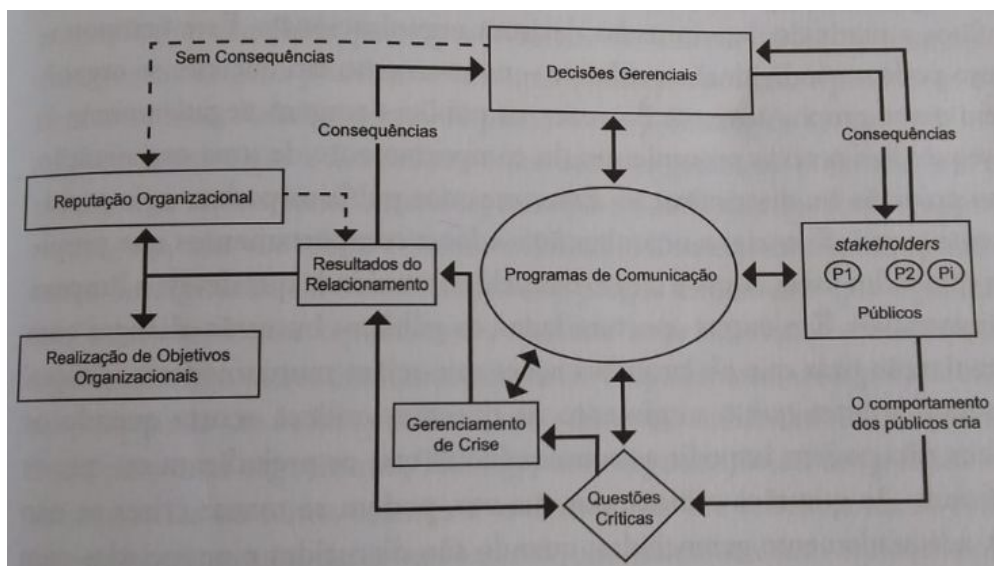 Sem Consequências
Decisões Gerenciais
Consequências
Consequências
Reputação Organizacional
stakeholders
P1 P2 Pi
Públicos
Resultados do
Relacionamento
Programas de Comunicação
Realização de Objetivos
Organizacionais
O comportamento
dos públicos cria
Gerenciamento
de Crise
Questões
Críticas